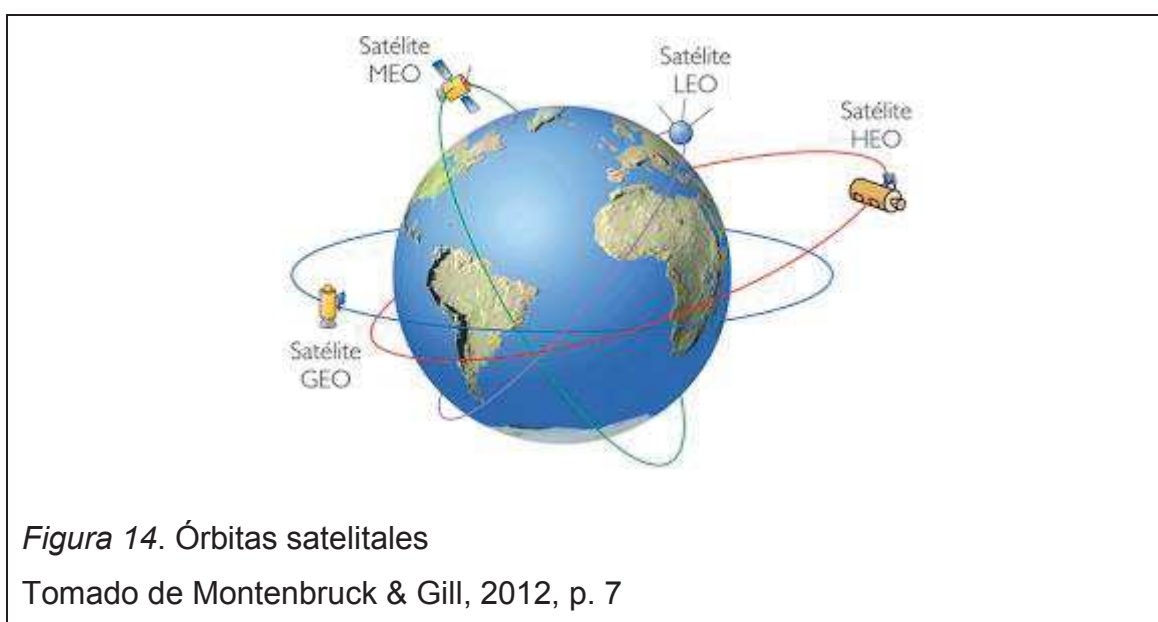 Satélite
MEO
Satélite
LEO
Satélite
HEO
Satélite
GEO
Figura 14. Órbitas satelitales
Tomado de Montenbruck & Gill, 2012, p. 7